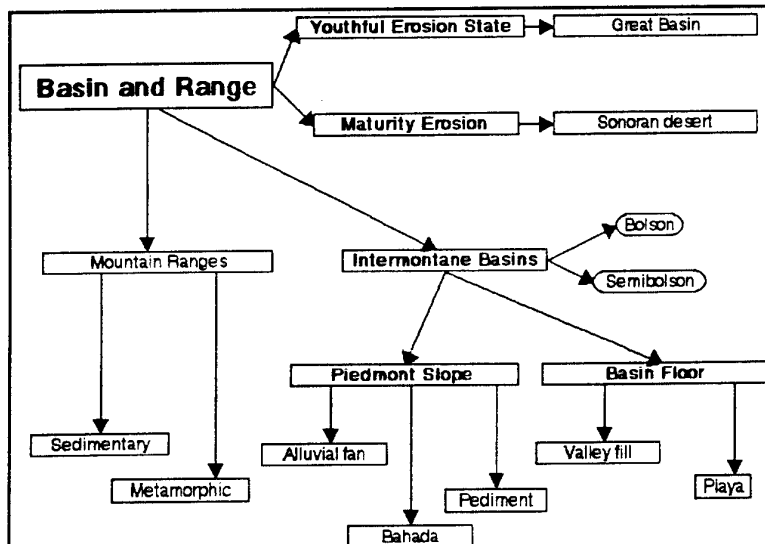 Youthful Erosion State
Great Basin
Basin and Range
Maturity Erosion
Sonoran desert
Bolson
Mountain Ranges
Intermontane Basins
Semibolson
Piedmont Slope
Basin Floor
Sedimentary
Alluvial fan
Valley fill
Metamorphic
Pediment
Playa
Bahada